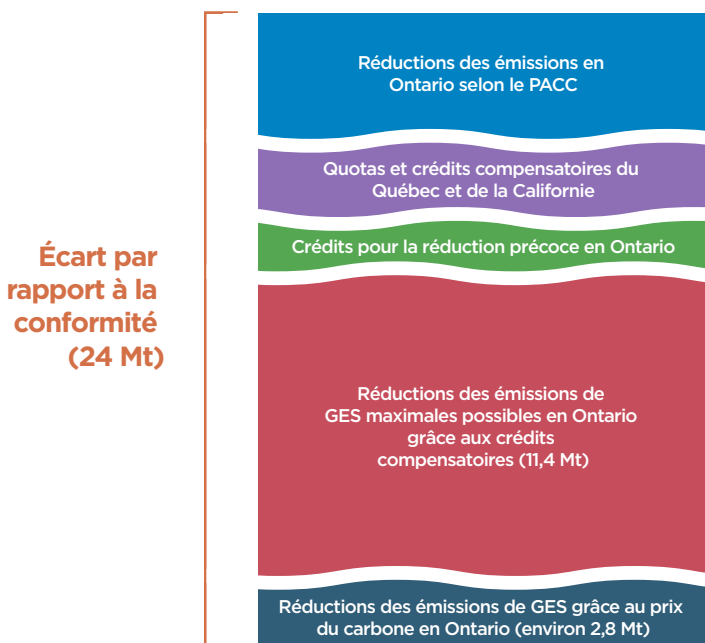 Réductions des émissions en
Ontario selon le PACC
Quotas et crédits compensatoires du
Québec et de la Californie
Crédits pour la réduction précoce en Ontario
Écart par
rapport à la
conformité
(24 Mt)
Réductions des émissions de
GES maximales possibles en Ontario
grâce aux crédits
compensatoires (11,4 Mt)
Réductions des émissions de GES grâce au prix
du carbone en Ontario (environ 2,8 Mt)